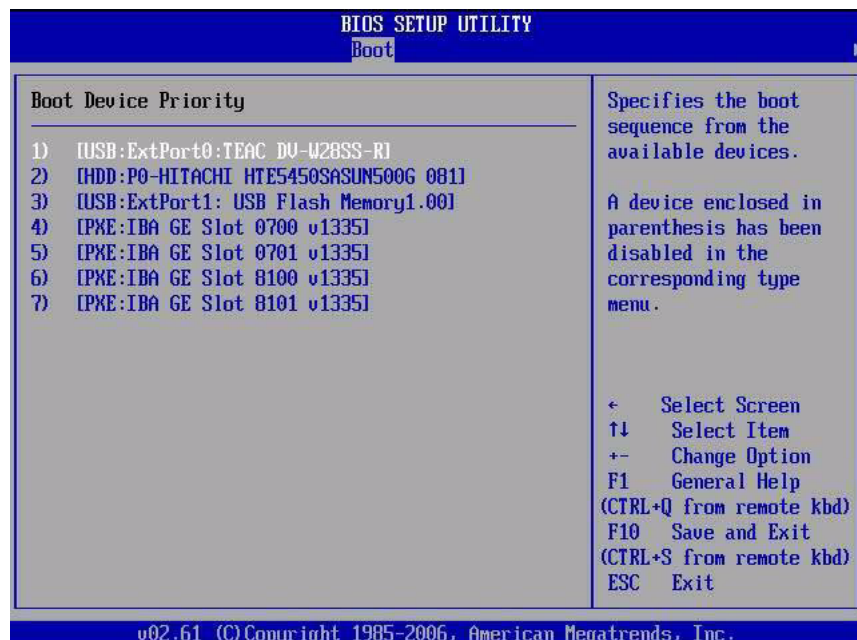 BIOS SETUP UTILITY
Boot
Boot Device Priority
1) [USB:ExtPort0:TEAC DV-W28SS-R]
2) [HDD:P0-HITACHI HTE5450SASUN500G 081]
3) [USB:ExtPort1: USB Flash Memory1.00]
4) [PXE:IBA GE Slot 0700 v1335]
5) [PXE:IBA GE Slot 0701 v1335]
6) [PXE:IBA GE Slot 8100 v1335]
7) [PXE:IBA GE Slot 8101 v1335]
Specifies the boot
sequence from the
available devices.
A device enclosed in
parenthesis has been
disabled in the
corresponding type
menu.
← Select Screen
↑↓ Select Item
+- Change Option
F1 General Help
(CTRL+Q from remote kbd)
F10 Save and Exit
(CTRL+S from remote kbd)
ESC Exit
v02.61 (C)Copyright 1985-2006, American Megatrends, Inc.